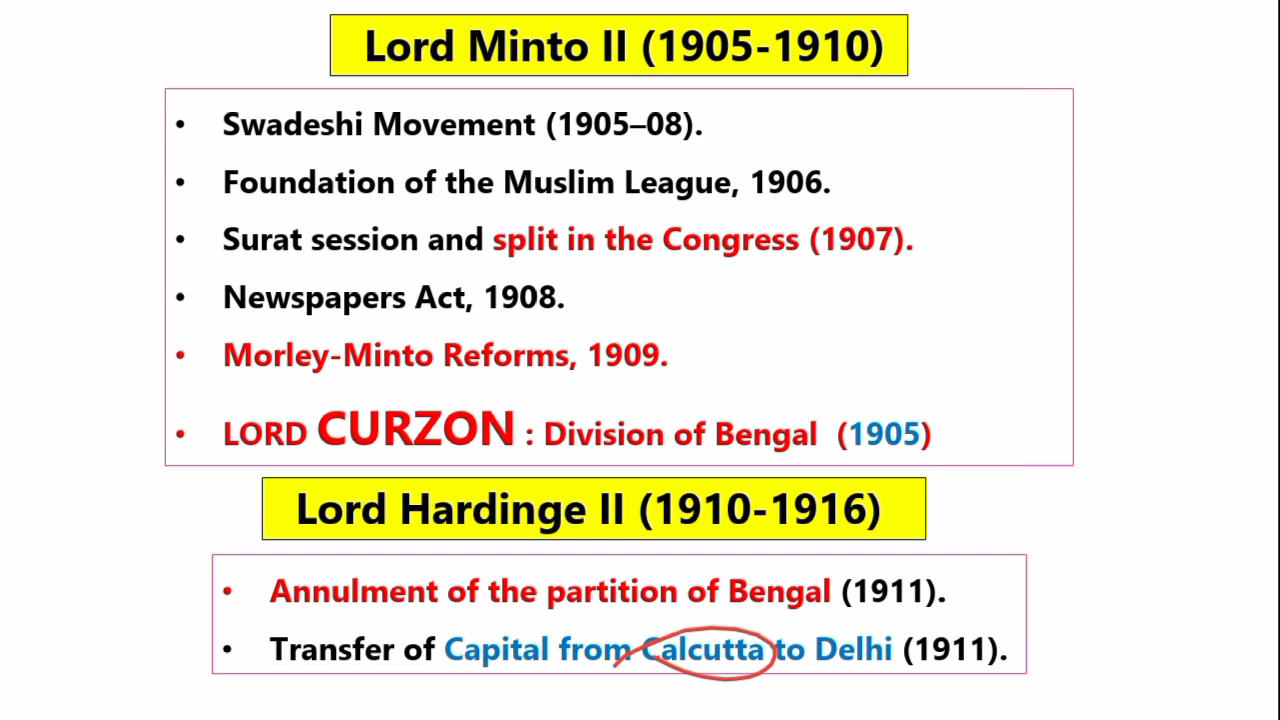 Lord Minto II (1905-1910)
• Swadeshi Movement (1905–08).
• Foundation of the Muslim League, 1906.
• Surat session and split in the Congress (1907).
• Newspapers Act, 1908.
• Morley-Minto Reforms, 1909.
• LORD CURZON : Division of Bengal (1905)
Lord Hardinge II (1910-1916)
• Annulment of the partition of Bengal (1911).
• Transfer of Capital from Calcutta to Delhi (1911).